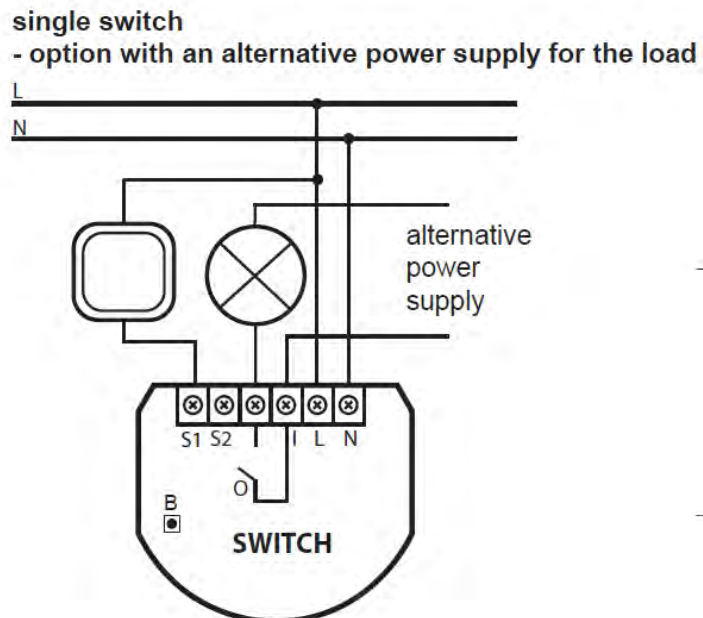 single switch
- option with an alternative power supply for the load
L
N
alternative
power
supply
S1 S2 I L N
O
B
SWITCH